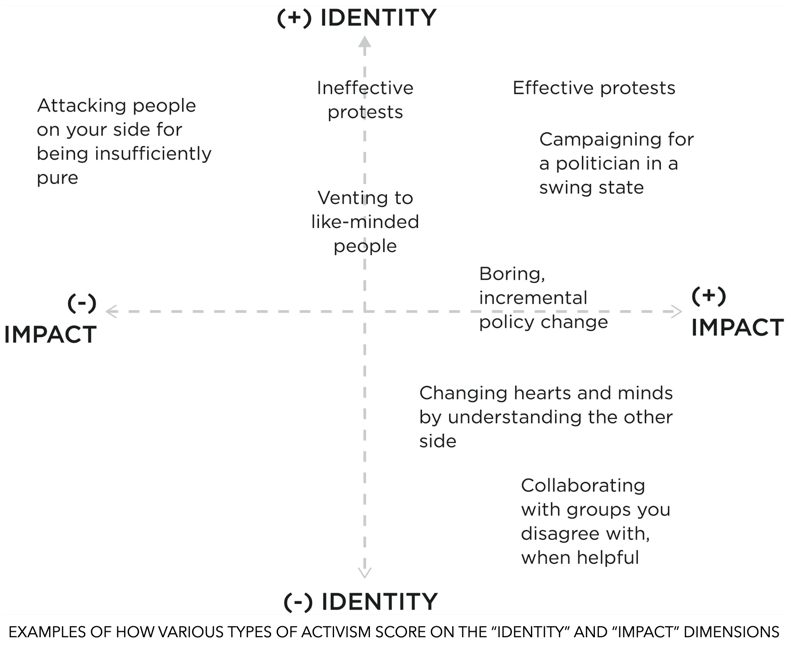 (+) IDENTITY
Ineffective
protests
Effective protests
Attacking people
on your side for
being insufficiently
pure
Campaigning for
a politician in a
swing state
Venting to
like-minded
people
(-)
IMPACT
Boring,
incremental
policy change
(+)
IMPACT
Changing hearts and minds
by understanding the other
side
Collaborating
with groups you
disagree with,
when helpful
(-) IDENTITY
EXAMPLES OF HOW VARIOUS TYPES OF ACTIVISM SCORE ON THE “IDENTITY” AND “IMPACT” DIMENSIONS